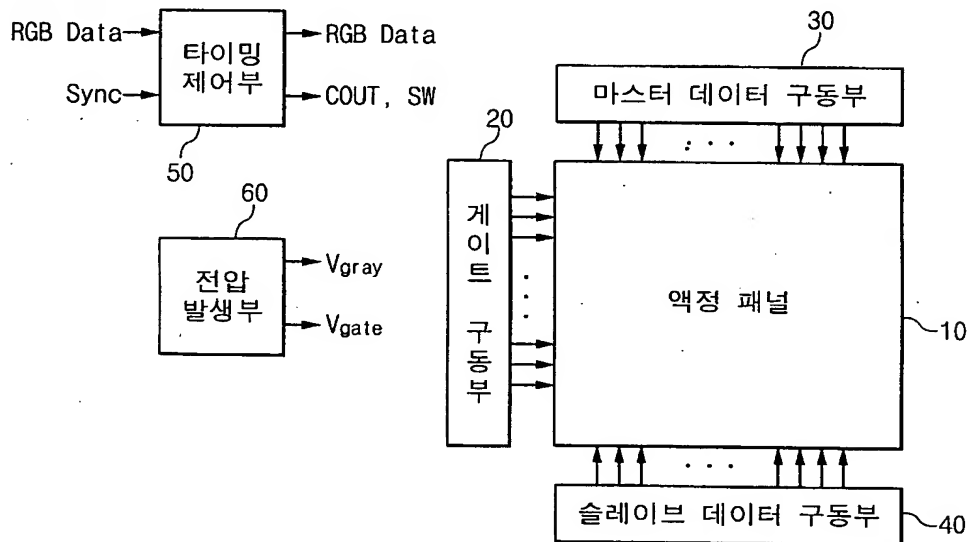 RGB Data
Sync
타이밍
제어부
RGB Data
COUT, SW
50
60
전압
발생부
Vgray
Vgate
30
마스터 데이터 구동부
20
게이트 구동부
액정 패널
10
슬레이브 데이터 구동부
40